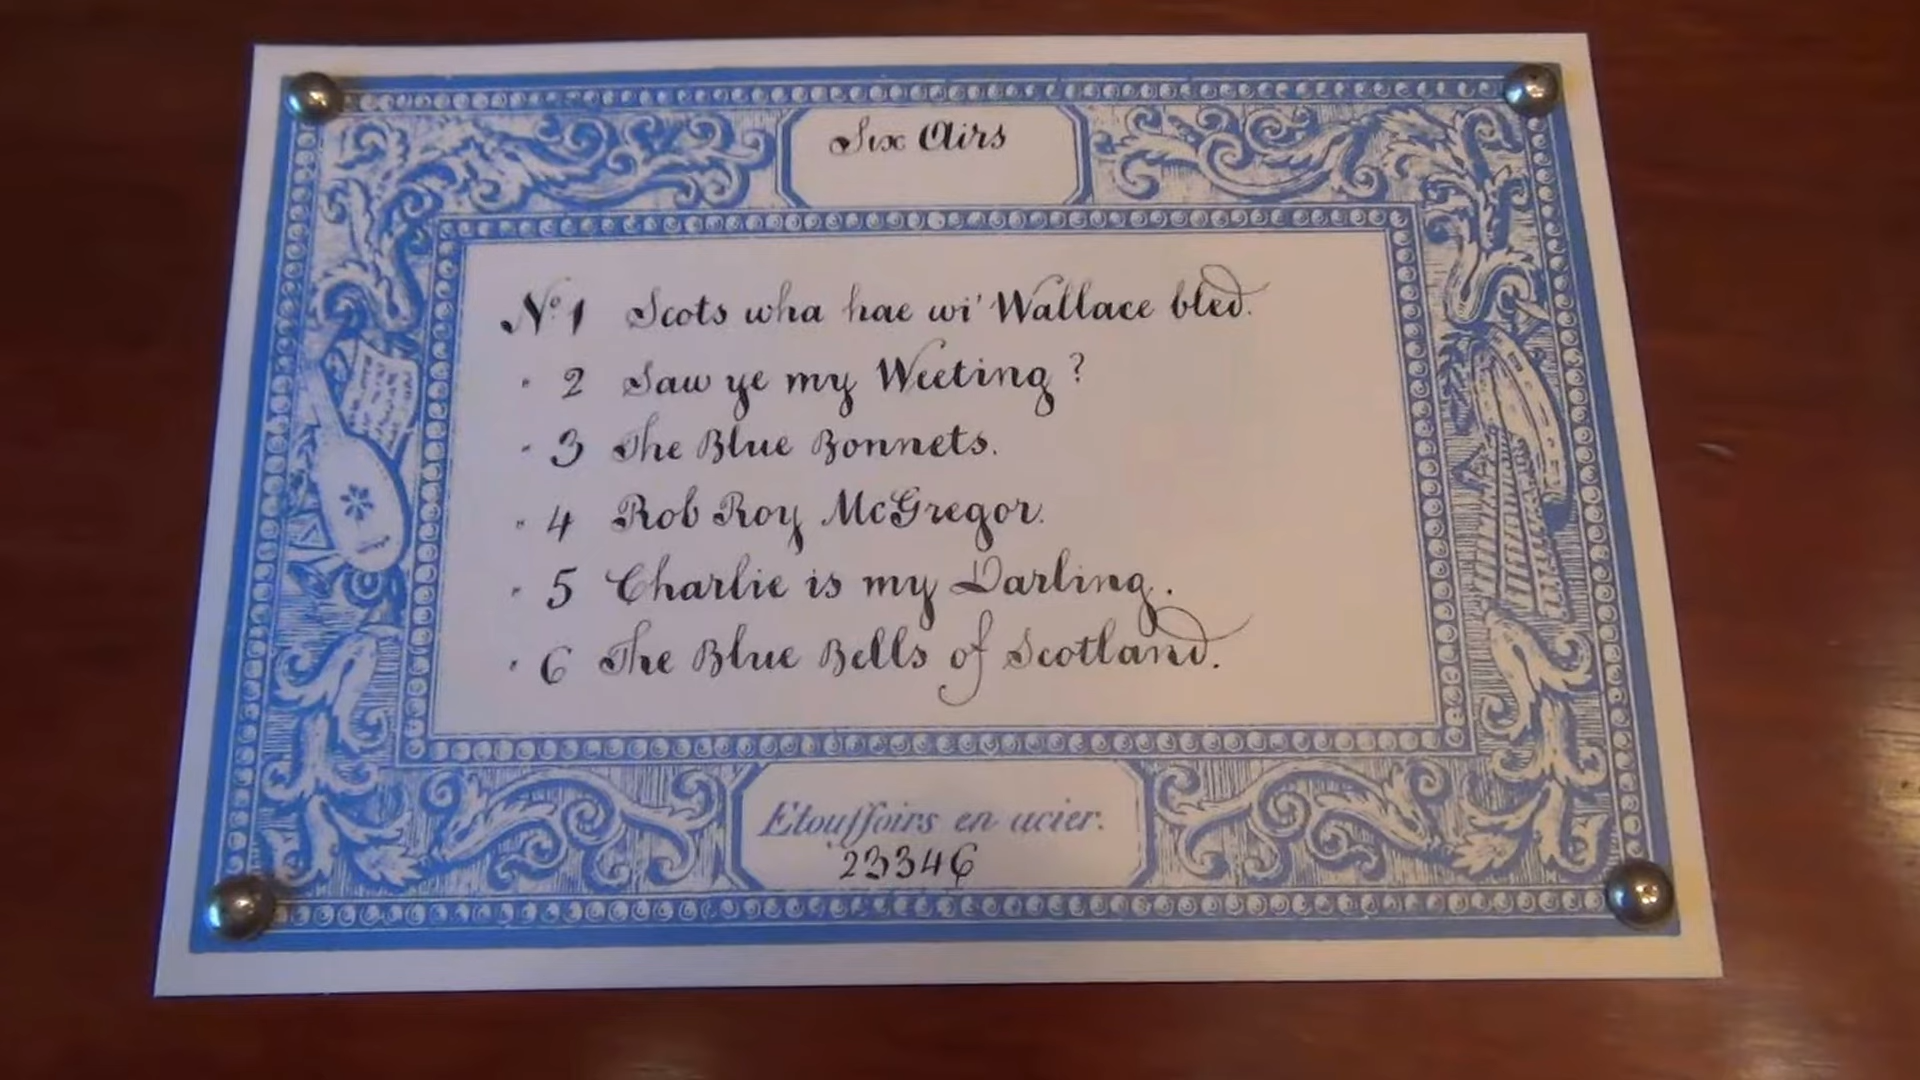 Six Airs
No. 1 Scots wha hae wi' Wallace bled.
" 2 Saw ye my Weeting?
" 3 The Blue Bonnets.
" 4 Rob Roy McGregor.
" 5 Charlie is my Darling.
" 6 The Blue Bells of Scotland.
Etouffoirs en acier.
23346